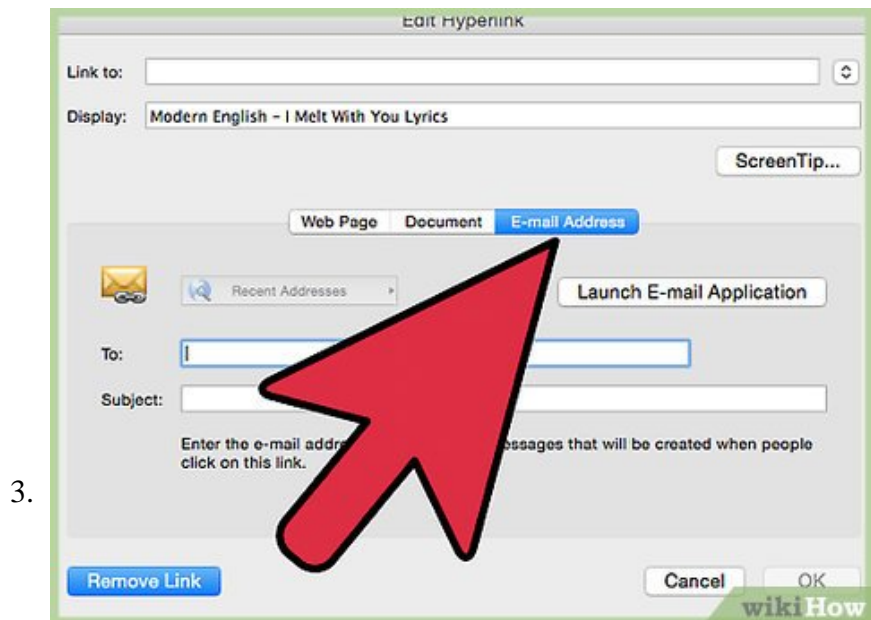 Edit Hyperlink
Link to:
Display: Modern English - I Melt With You Lyrics
ScreenTip...
Web Page Document E-mail Address
Recent Addresses Launch E-mail Application
To:
Subject:
Enter the e-mail addr essages that will be created when people
click on this link.
3.
Remove Link Cancel OK
wikiHow